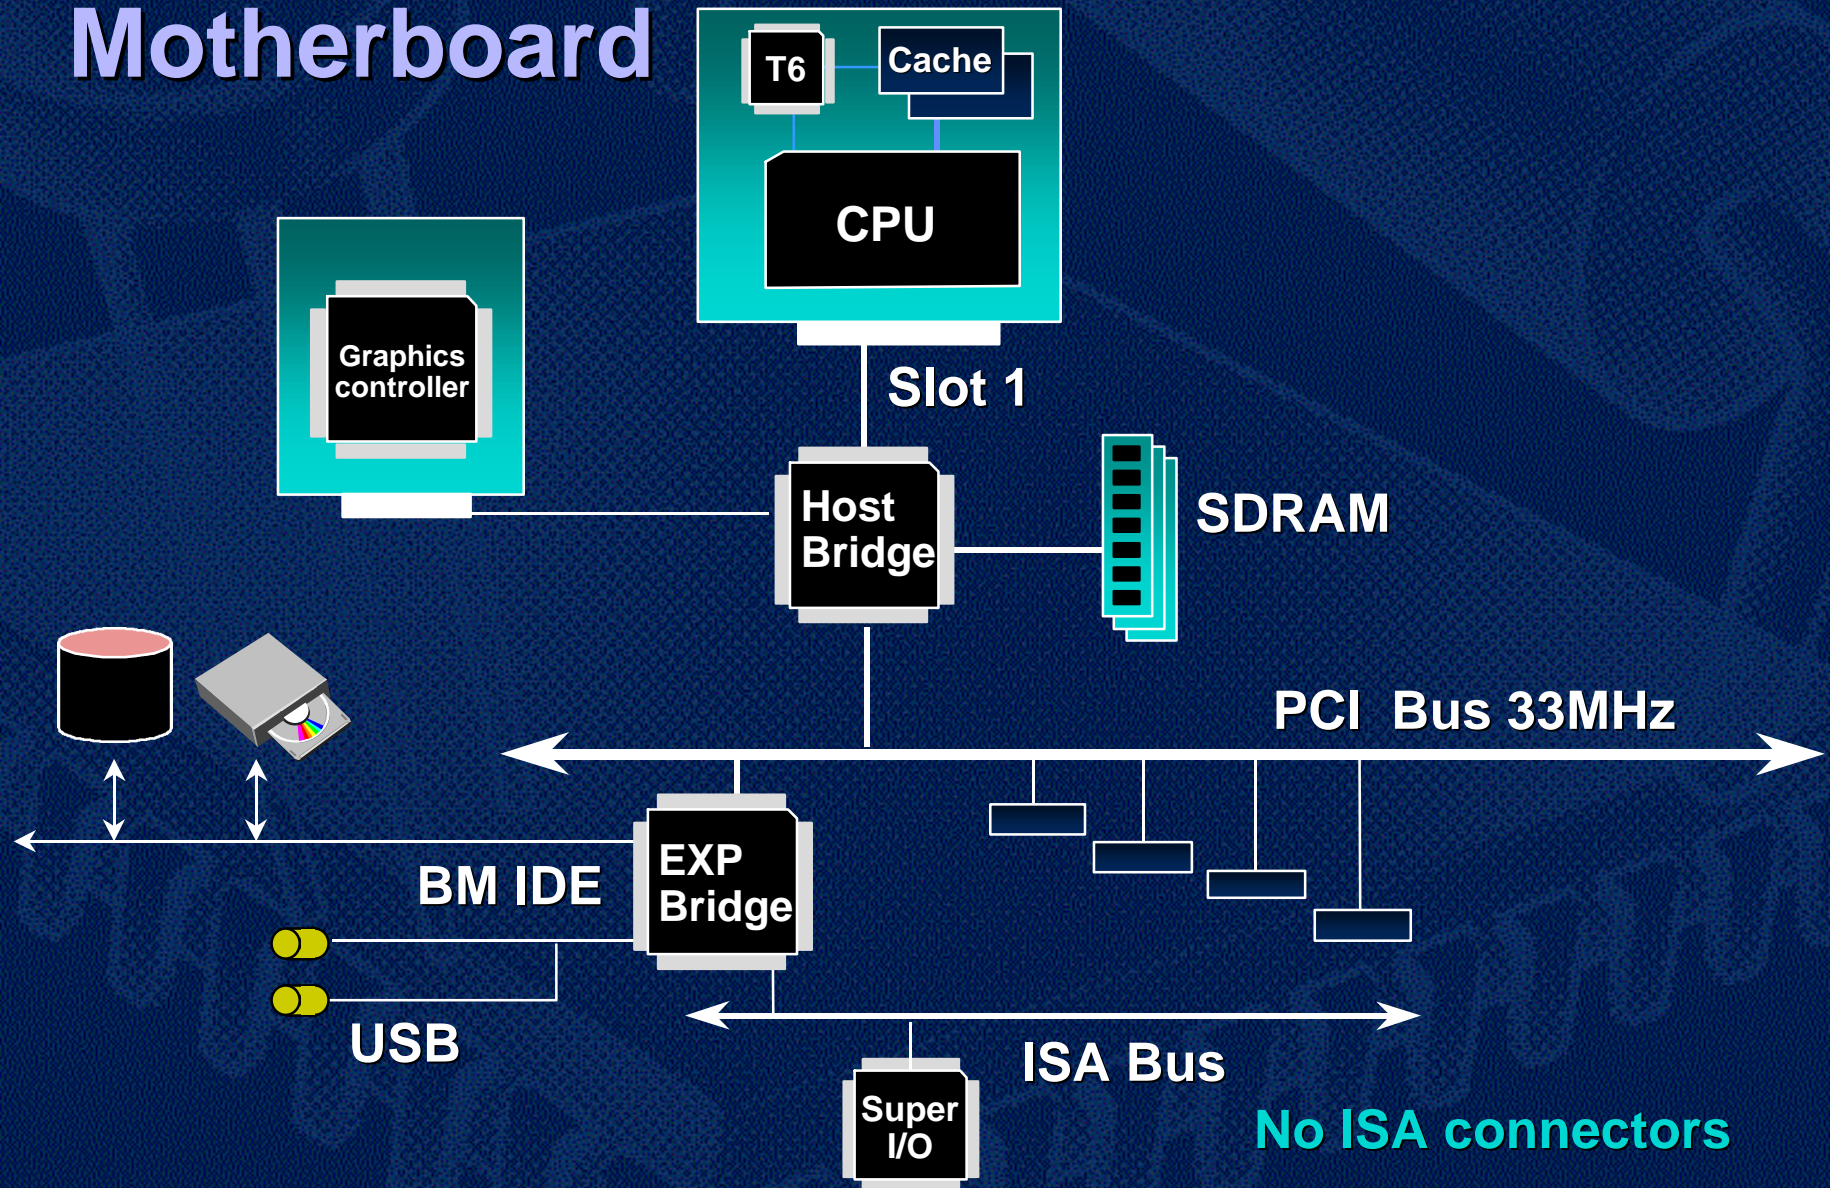 Motherboard
T6
Cache
CPU
Graphics
controller
Slot 1
Host
Bridge
SDRAM
PCI Bus 33MHz
EXP
Bridge
BM IDE
USB
ISA Bus
Super
I/O
No ISA connectors